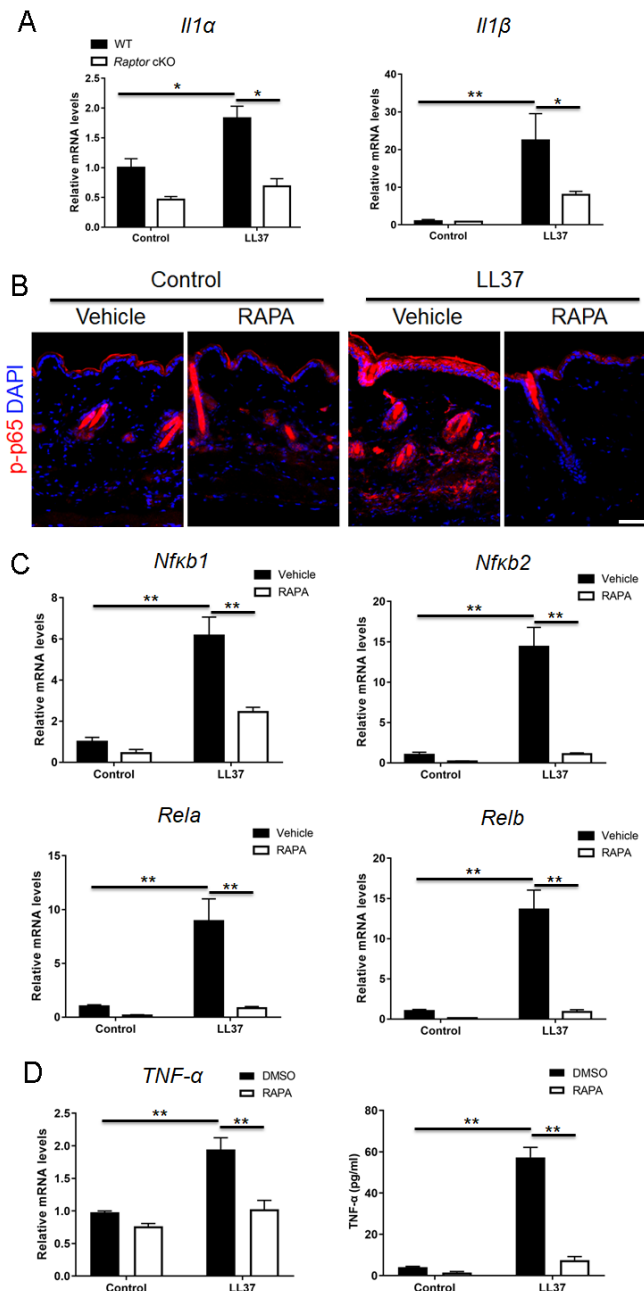 A
Il1α
Il1β
WT
Raptor cKO
Relative mRNA levels
2.5
2.0
1.5
1.0
0.5
0.0
*
*
Control
LL37
Relative mRNA levels
40
30
20
10
0
**
*
Control
LL37
B
Control
LL37
Vehicle
RAPA
Vehicle
RAPA
p-p65 DAPI
C
Nfκb1
Vehicle
RAPA
Relative mRNA levels
8
6
4
2
0
**
**
Control
LL37
Nfκb2
Vehicle
RAPA
Relative mRNA levels
20
15
10
5
0
**
**
Control
LL37
Rela
Vehicle
RAPA
Relative mRNA levels
15
10
5
0
**
**
Control
LL37
Relb
Vehicle
RAPA
Relative mRNA levels
20
15
10
5
0
**
**
Control
LL37
D
TNF-α
DMSO
RAPA
Relative mRNA levels
2.5
2.0
1.5
1.0
0.5
0.0
**
**
Control
LL37
DMSO
RAPA
TNF-α (pg/ml)
60
40
20
0
**
**
Control
LL37